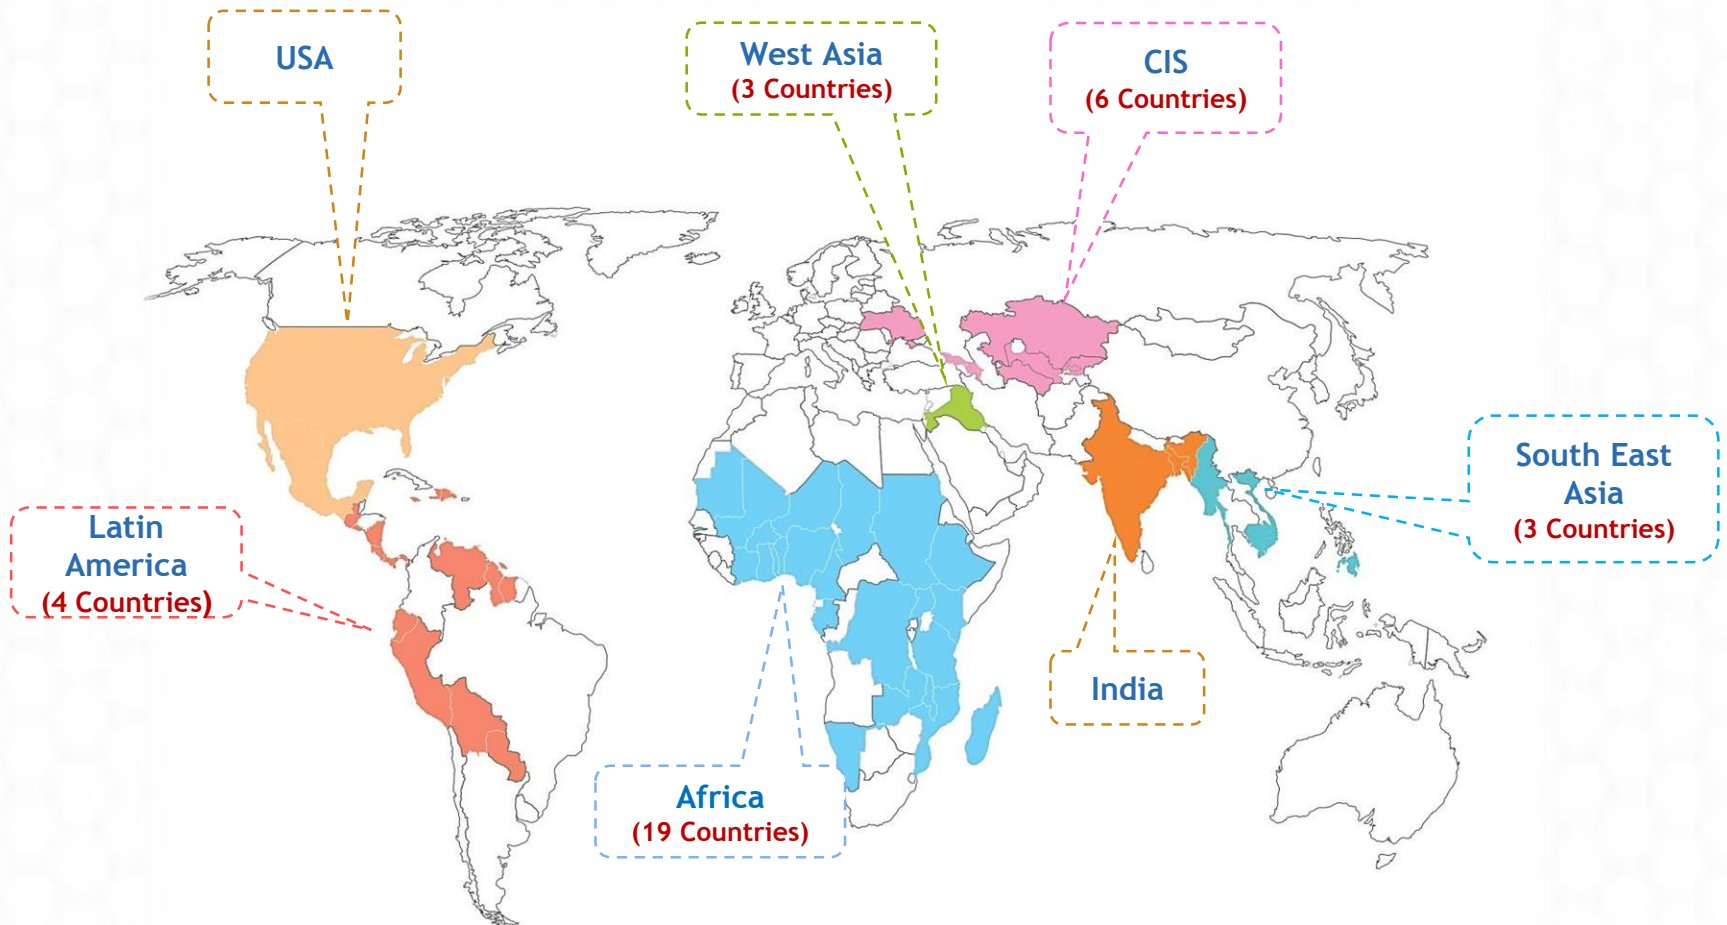 USA
West Asia
(3 Countries)
CIS
(6 Countries)
South East
Asia
(3 Countries)
Latin
America
(4 Countries)
India
Africa
(19 Countries)